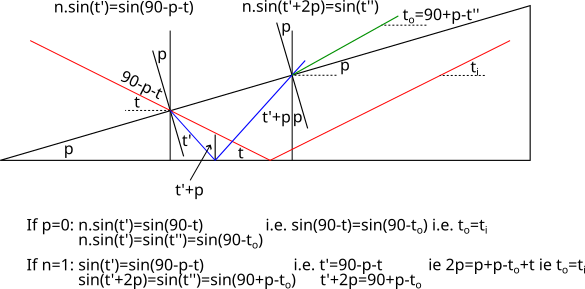 n.sin(t')=sin(90-p-t) n.sin(t'+2p)=sin(t'')
tₒ=90+p-t''
p
p
90-p-t
p
tᵢ
t
t'+p p
t'
p
t
t'+p
If p=0: n.sin(t')=sin(90-t) i.e. sin(90-t)=sin(90-tₒ) i.e. tₒ=tᵢ
n.sin(t')=sin(t'')=sin(90-tₒ)
If n=1: sin(t')=sin(90-p-t) i.e. t'=90-p-t ie 2p=p+p-tₒ+t ie tₒ=tᵢ
sin(t'+2p)=sin(t'')=sin(90+p-tₒ) t'+2p=90+p-tₒ